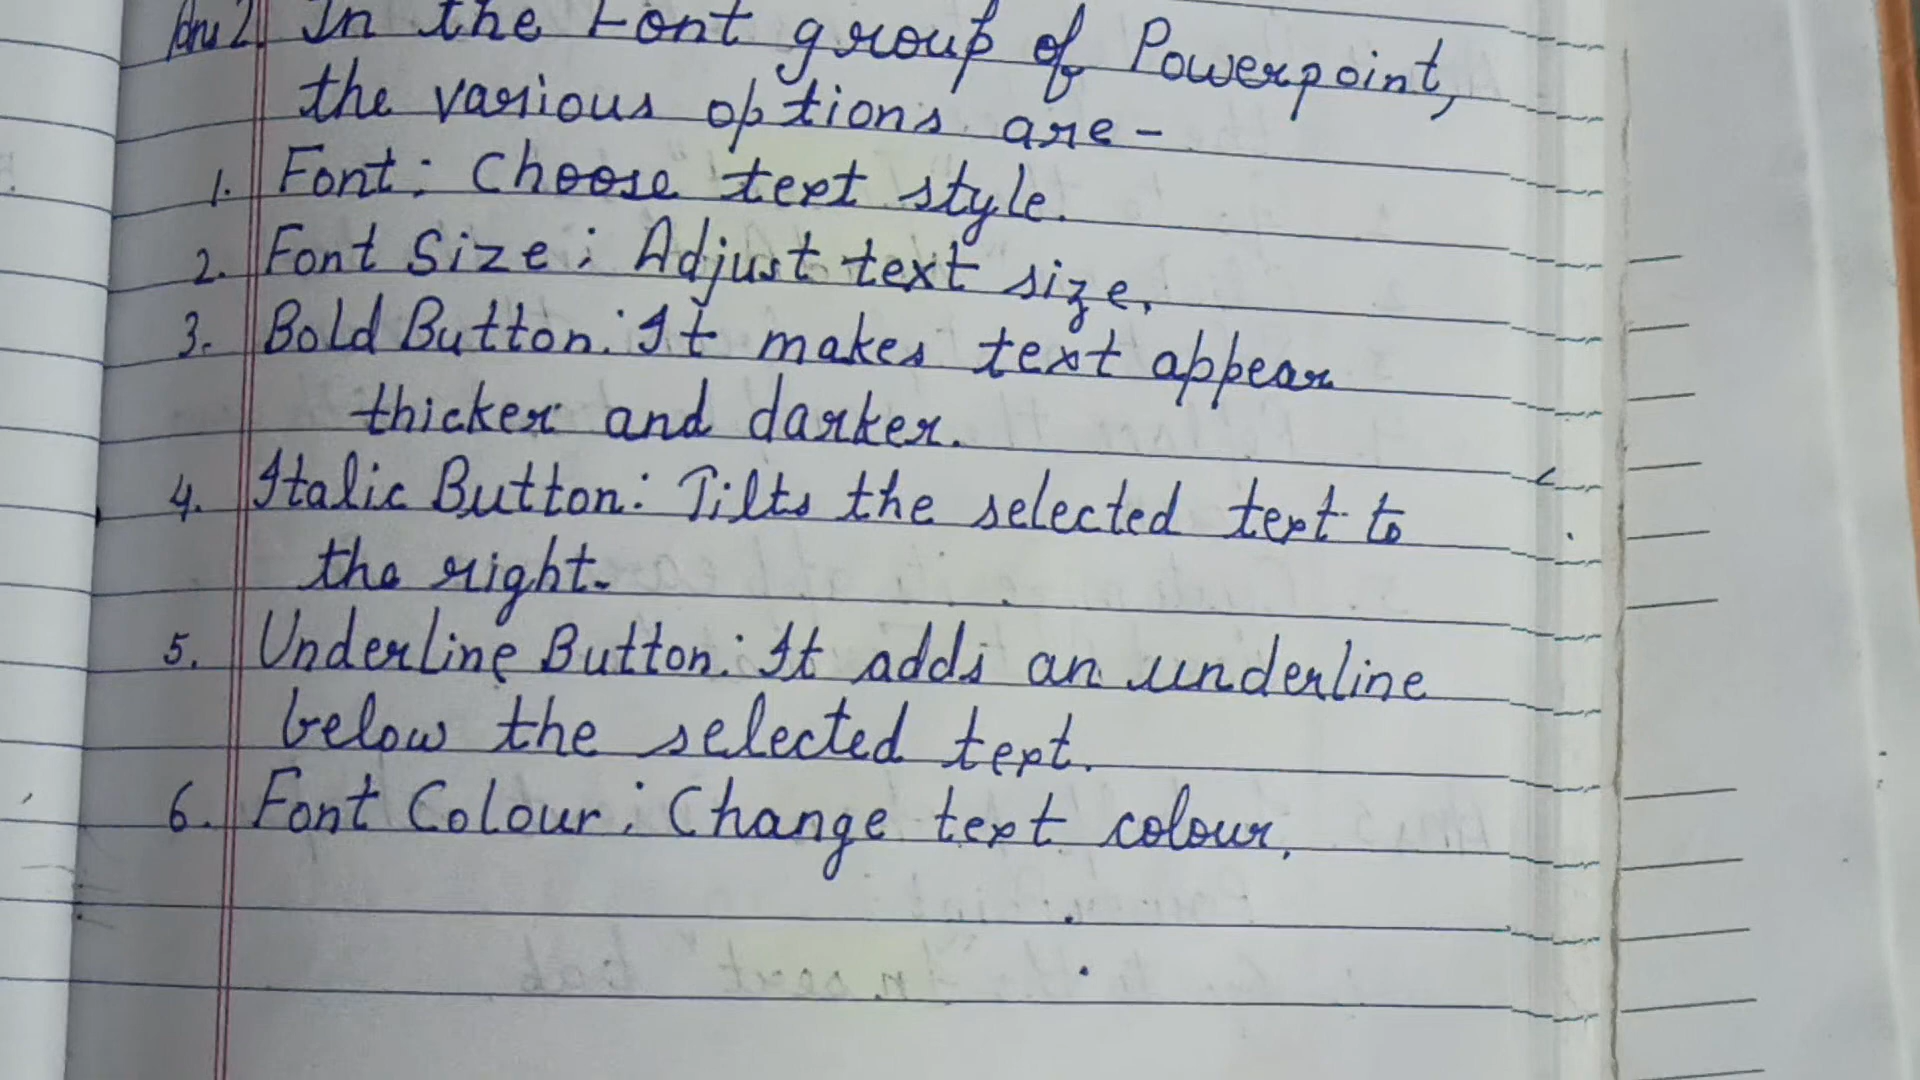 Ans 2. In the Font group of Powerpoint,
the various options are -
1. Font: Choose text style.
2. Font Size: Adjust text size.
3. Bold Button: It makes text appear
thicker and darker.
4. Italic Button: Tilts the selected text to
the right.
5. Underline Button: It adds an underline
below the selected text.
6. Font Colour: Change text colour.